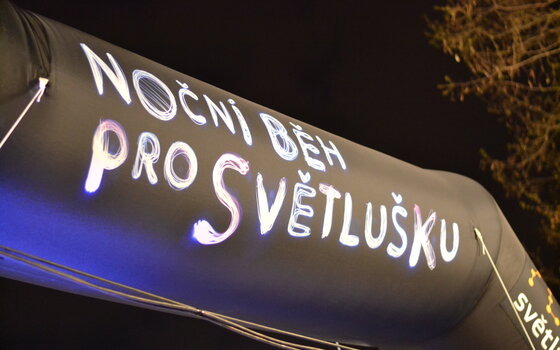 NOČNÍ BĚH
PRO SVĚTLUŠKU